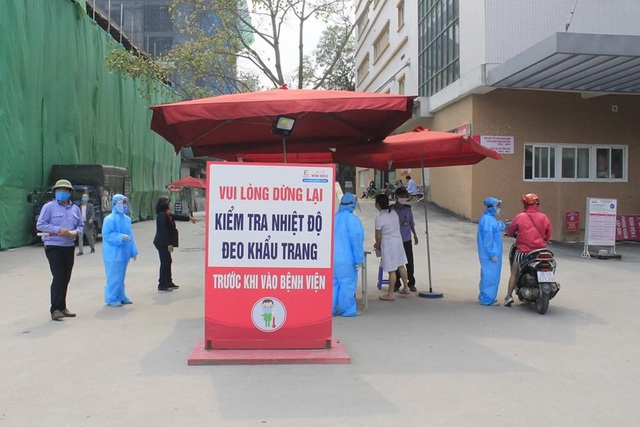 VUI LÒNG DỪNG LẠI
KIỂM TRA NHIỆT ĐỘ
ĐEO KHẨU TRANG
TRƯỚC KHI VÀO BỆNH VIỆN